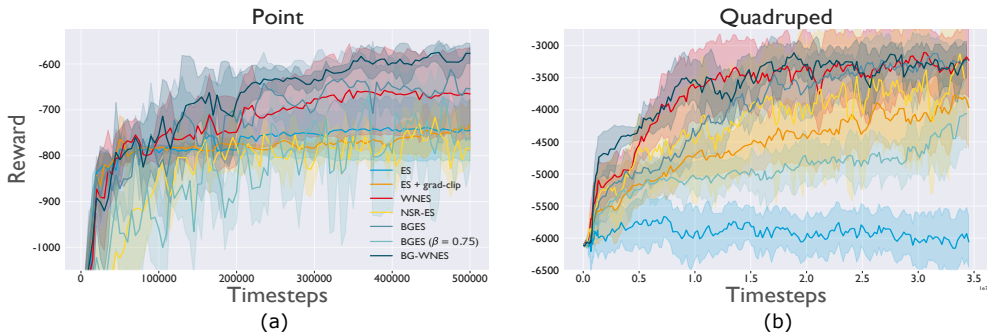 Point
Reward
-600
-700
-800
-900
-1000
ES
ES + grad-clip
WNES
NSR-ES
BGES
BGES (β = 0.75)
BG-WNES
0
100000
200000
300000
400000
500000
Timesteps
(a)
Quadruped
-3000
-3500
-4000
-4500
-5000
-5500
-6000
-6500
0.0
0.5
1.0
1.5
2.0
2.5
3.0
3.5
Timesteps
(b)